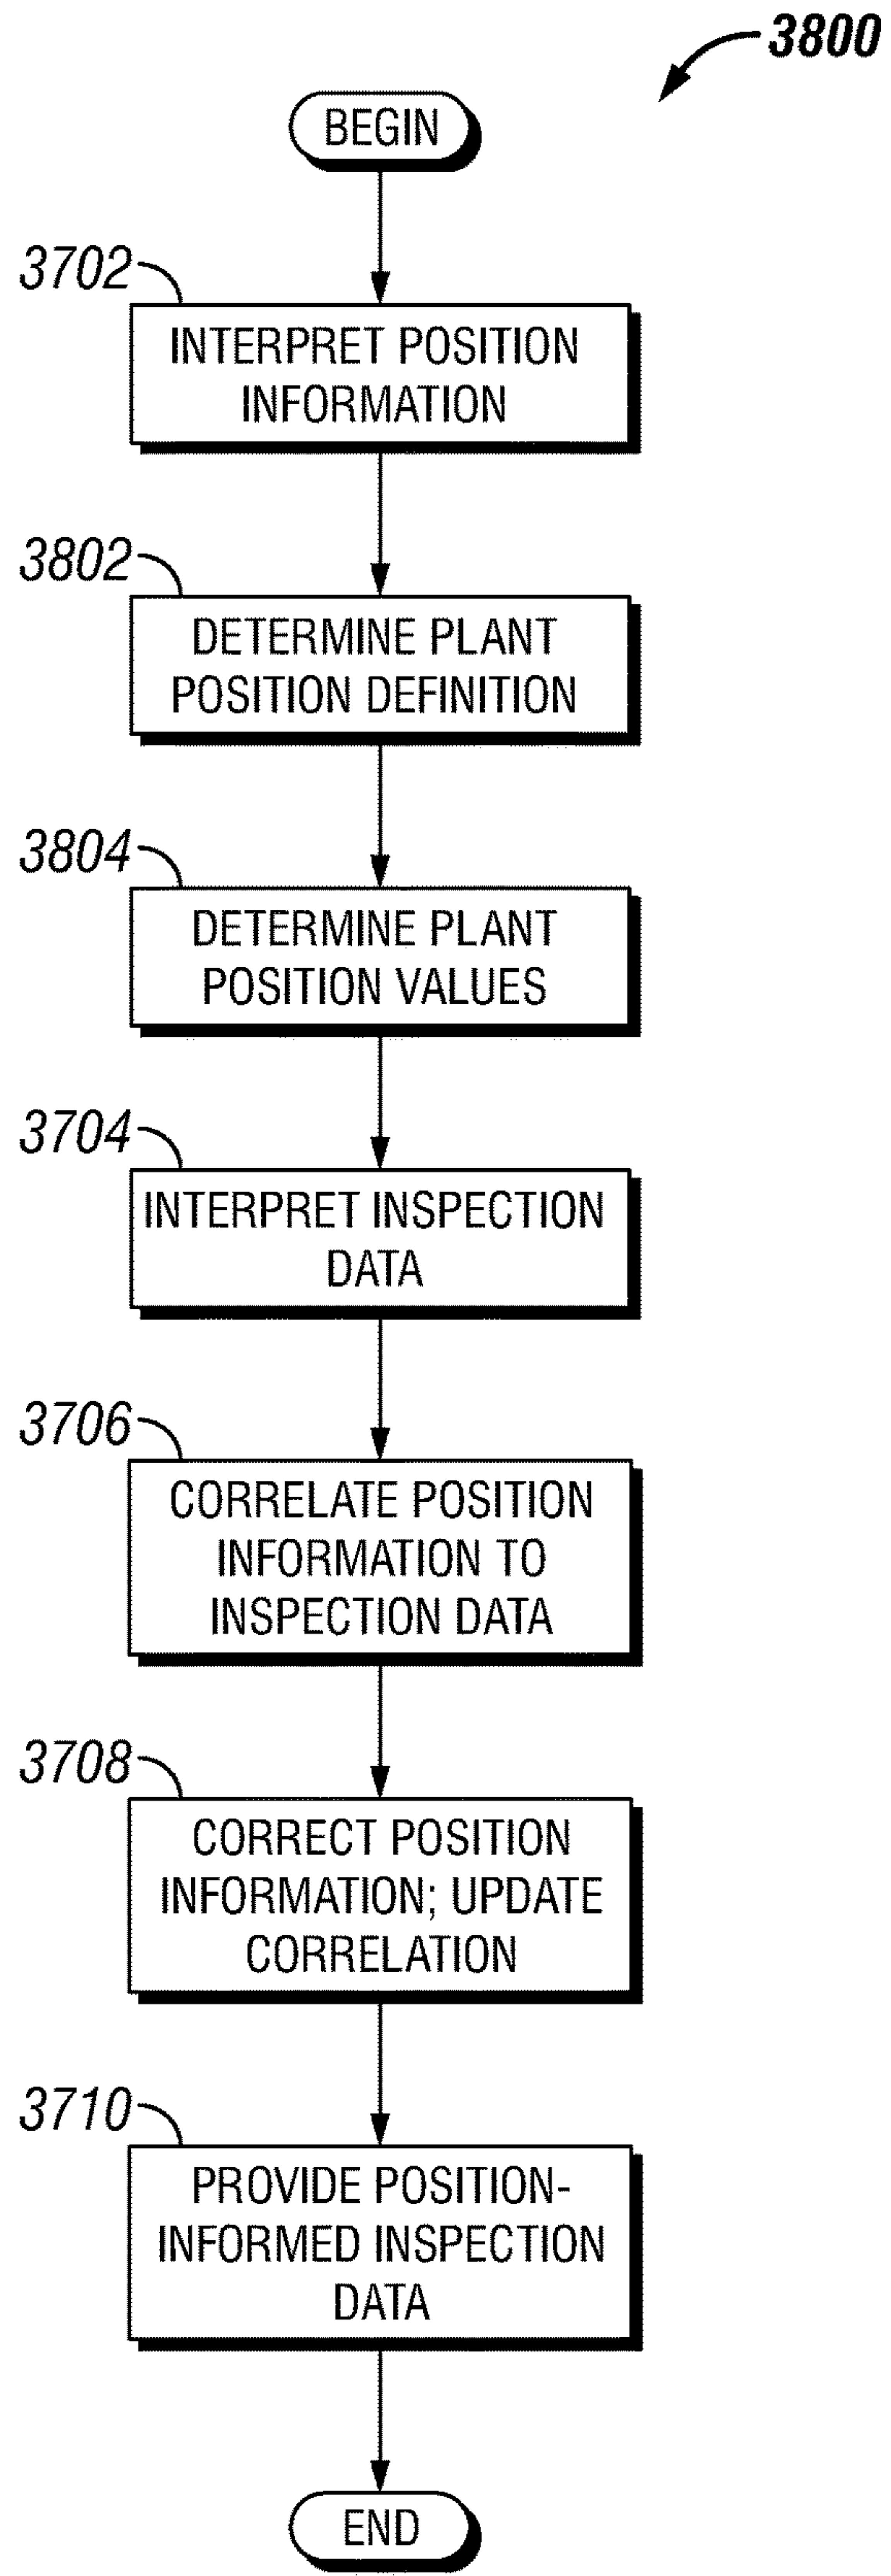 3800
BEGIN
3702
INTERPRET POSITION
INFORMATION
3802
DETERMINE PLANT
POSITION DEFINITION
3804
DETERMINE PLANT
POSITION VALUES
3704
INTERPRET INSPECTION
DATA
3706
CORRELATE POSITION
INFORMATION TO
INSPECTION DATA
3708
CORRECT POSITION
INFORMATION; UPDATE
CORRELATION
3710
PROVIDE POSITION-
INFORMED INSPECTION
DATA
END